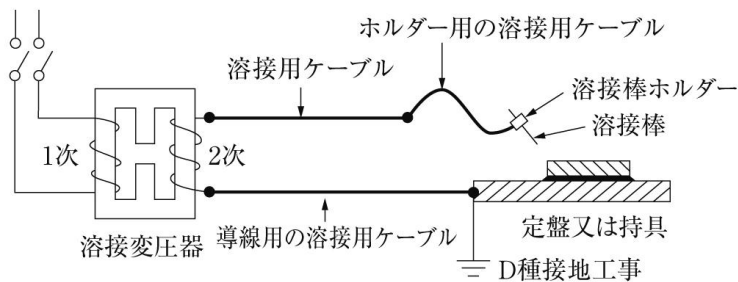 ホルダー用の溶接用ケーブル
溶接用ケーブル
溶接棒ホルダー
溶接棒
1次
2次
定盤又は持具
導線用の溶接用ケーブル
溶接変圧器
D種接地工事